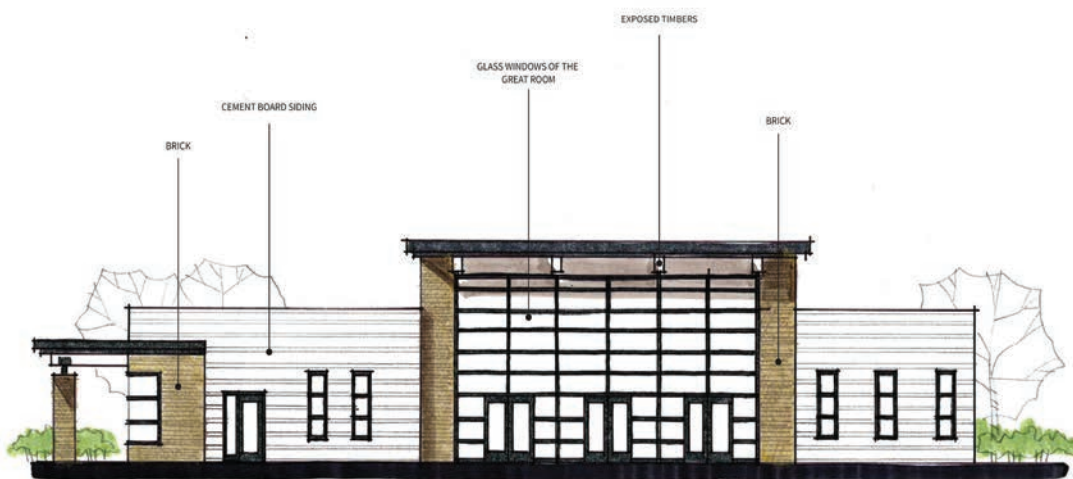 EXPOSED TIMBERS
GLASS WINDOWS OF THE
GREAT ROOM
CEMENT BOARD SIDING
BRICK
BRICK